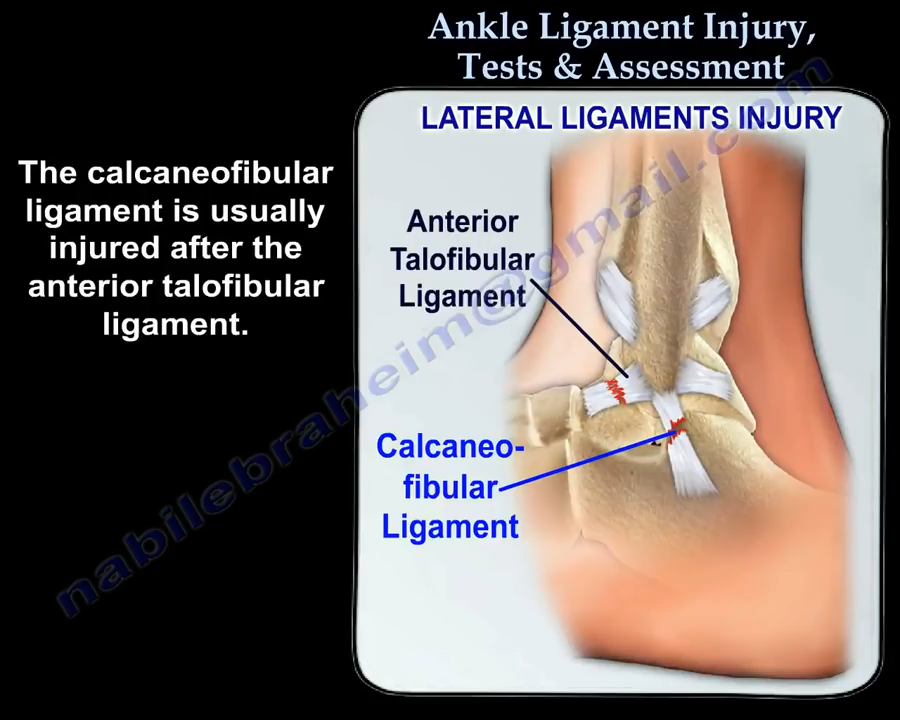 Ankle Ligament Injury,
Tests & Assessment
LATERAL LIGAMENTS INJURY
The calcaneofibular
ligament is usually
injured after the
anterior talofibular
ligament.
Anterior
Talofibular
Ligament
Calcaneo-
fibular
Ligament
nabilebraheim@gmail.com